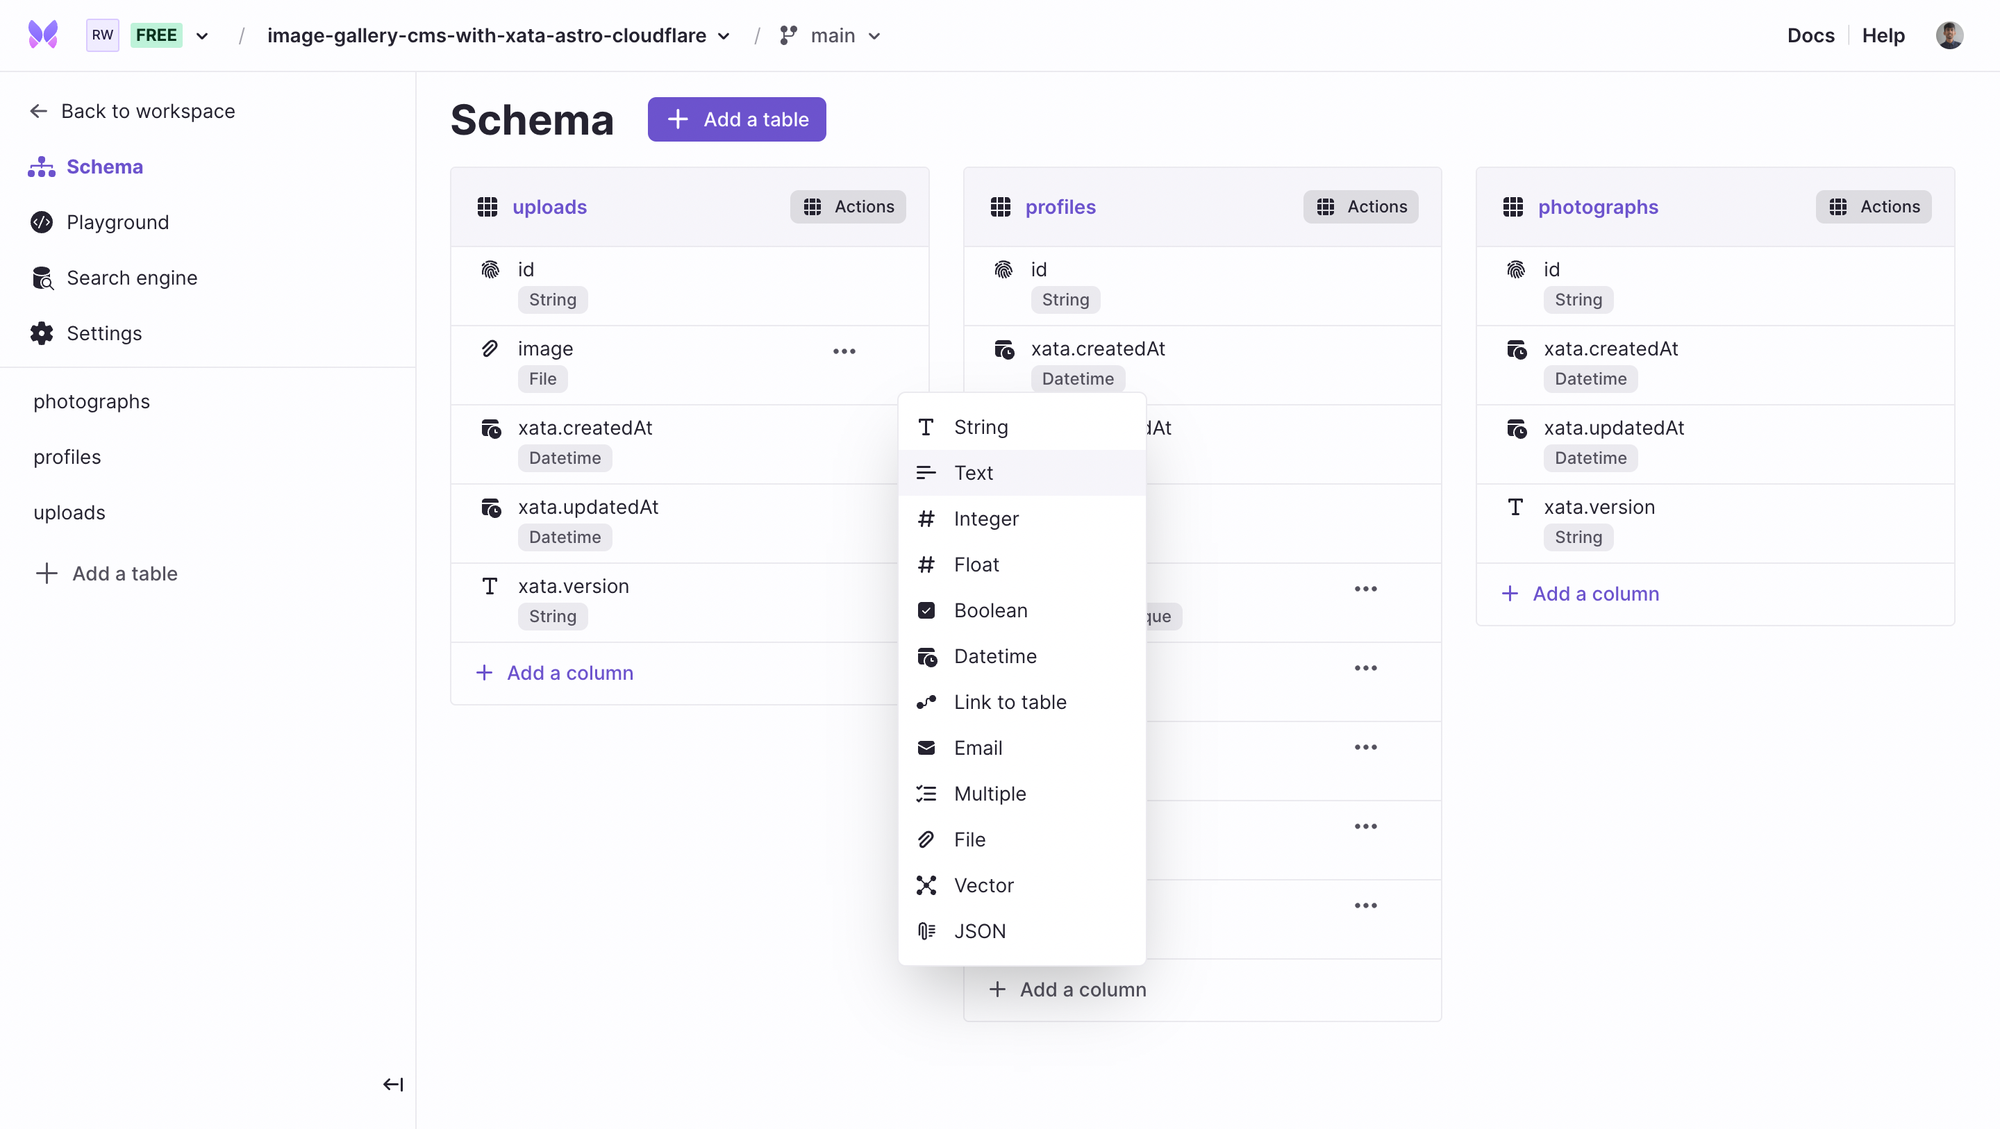 RW FREE / image-gallery-cms-with-xata-astro-cloudflare / main Docs Help
Back to workspace
Schema
Playground
Search engine
Settings
photographs
profiles
uploads
Add a table
Schema
Add a table
uploads Actions
id
String
image
File
xata.createdAt
Datetime
xata.updatedAt
Datetime
xata.version
String
Add a column
profiles Actions
id
String
xata.createdAt
Datetime
String
Text
Integer
Float
Boolean
Datetime
Link to table
Email
Multiple
File
Vector
JSON
Add a column
photographs Actions
id
String
xata.createdAt
Datetime
xata.updatedAt
Datetime
xata.version
String
Add a column